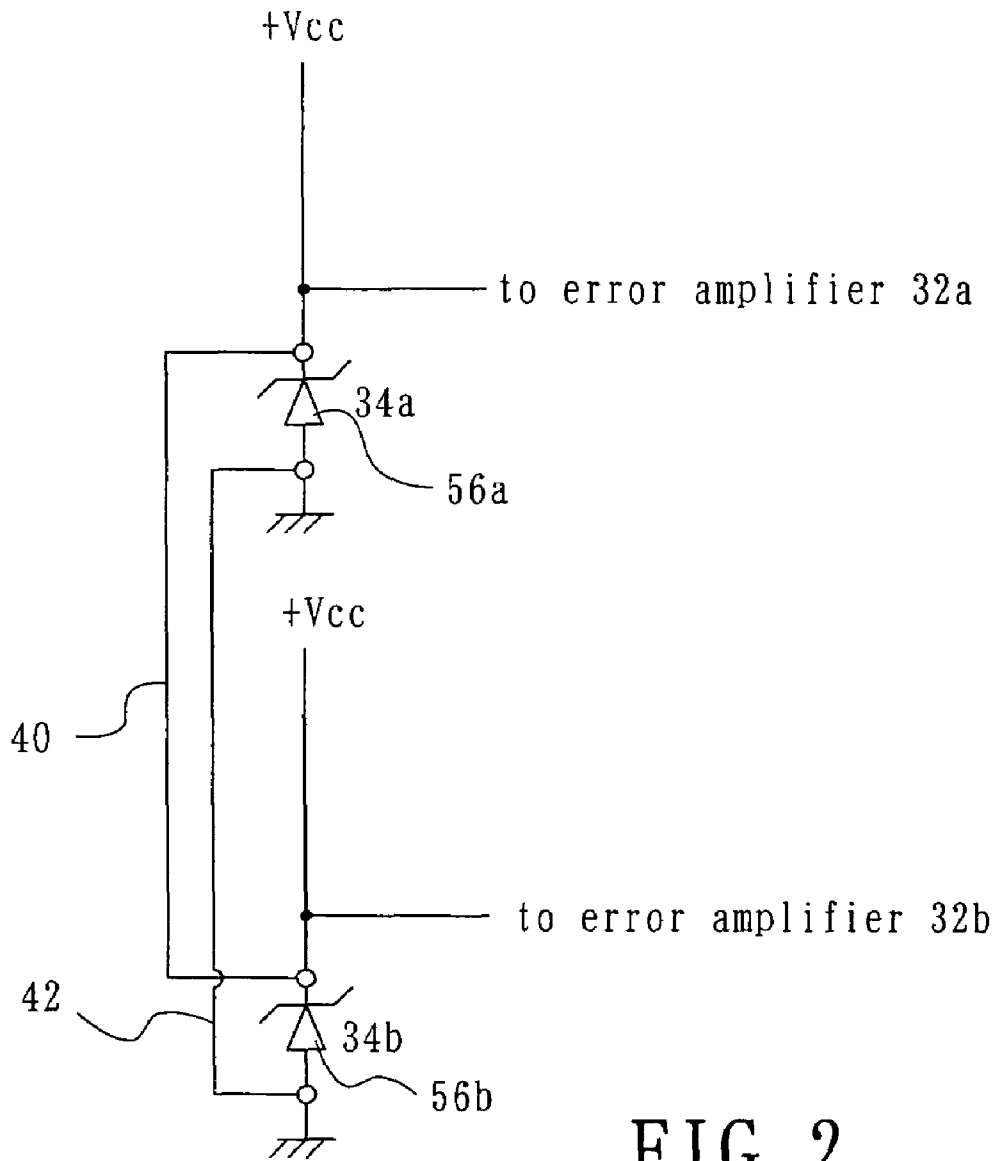 +Vcc
to error amplifier 32a
34a
56a
+Vcc
40
to error amplifier 32b
42
34b
56b
FIG 2